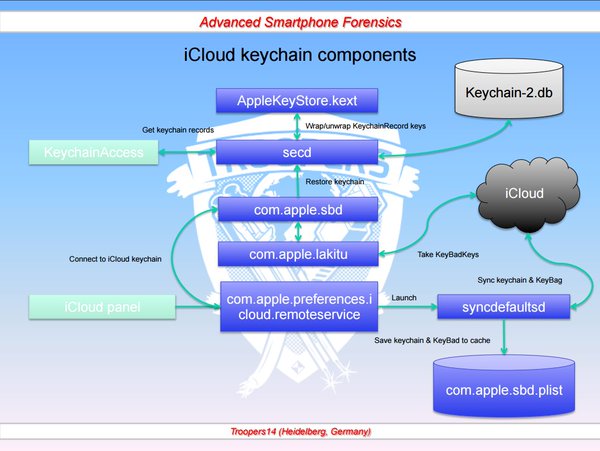 Advanced Smartphone Forensics
iCloud keychain components
AppleKeyStore.kext
Keychain-2.db
Wrap/unwrap KeychainRecord keys
Get keychain records
KeychainAccess
secd
Restore keychain
iCloud
com.apple.sbd
com.apple.lakitu
Take KeyBadKeys
Connect to iCloud keychain
Sync keychain & KeyBag
iCloud panel
com.apple.preferences.i
cloud.remoteservice
Launch
syncdefaultsd
Save keychain & KeyBad to cache
com.apple.sbd.plist
Troopers14 (Heidelberg, Germany)